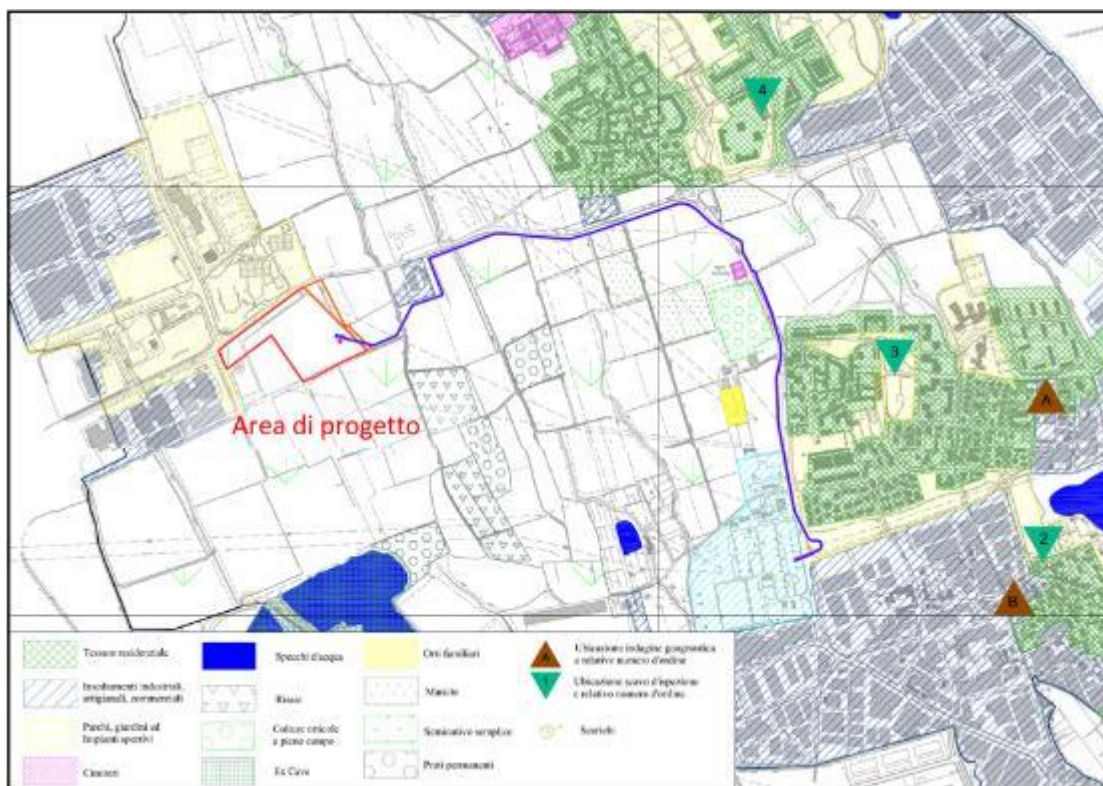 4
3
A
2
B
Area di progetto
Tessuto residenziale
Insediamenti industriali,
artigianali, commerciali
Parchi, giardini ed
Impianti sportivi
Cimiteri
Specchi d'acqua
Risaie
Colture orticole
a pieno campo
Ex Cave
Orti familiari
Marcite
Seminativo semplice
Prati permanenti
A
Ubicazione indagine geognostica
e relativo numero d'ordine
1
Ubicazione scavo d'ispezione
e relativo numero d'ordine